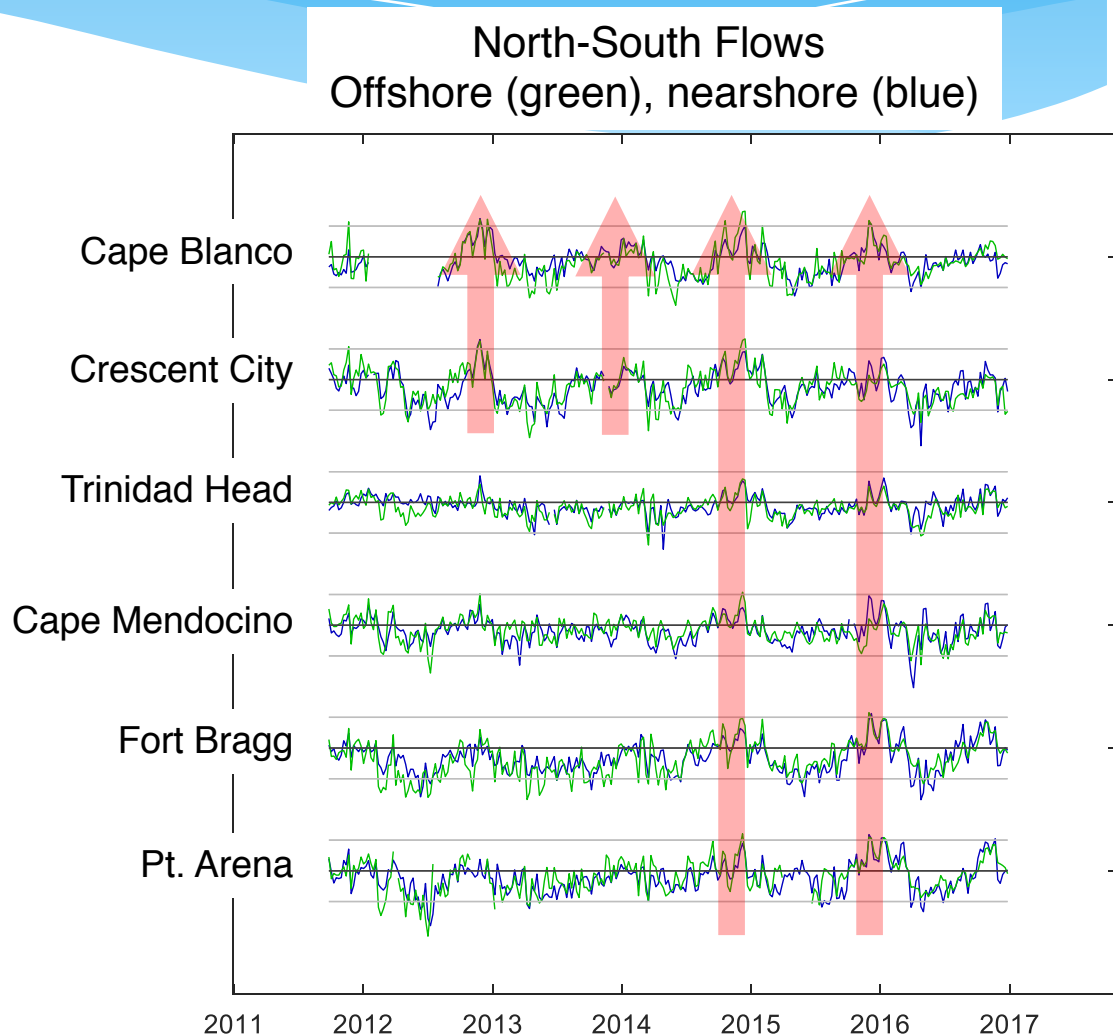 North-South Flows
Offshore (green), nearshore (blue)
Cape Blanco
Crescent City
Trinidad Head
Cape Mendocino
Fort Bragg
Pt. Arena
2011 2012 2013 2014 2015 2016 2017